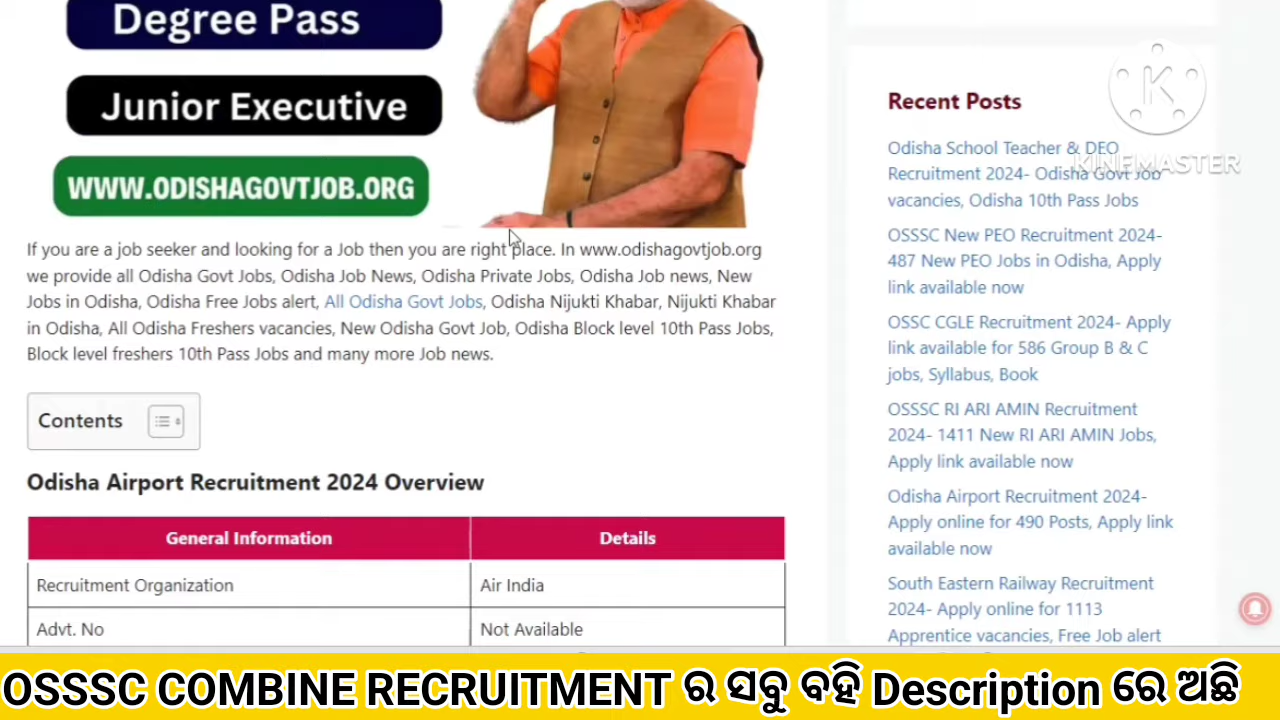 Degree Pass
Junior Executive
WWW.ODISHAGOVTJOB.ORG
If you are a job seeker and looking for a Job then you are right place. In www.odishagovtjob.org
we provide all Odisha Govt Jobs, Odisha Job News, Odisha Private Jobs, Odisha Job news, New
Jobs in Odisha, Odisha Free Jobs alert, All Odisha Govt Jobs, Odisha Nijukti Khabar, Nijukti Khabar
in Odisha, All Odisha Freshers vacancies, New Odisha Govt Job, Odisha Block level 10th Pass Jobs,
Block level freshers 10th Pass Jobs and many more Job news.
Contents
Odisha Airport Recruitment 2024 Overview
General Information Details
Recruitment Organization Air India
Advt. No Not Available
K
KINEMASTER
Recent Posts
Odisha School Teacher & DEO
Recruitment 2024- Odisha Govt Job
vacancies, Odisha 10th Pass Jobs
OSSSC New PEO Recruitment 2024-
487 New PEO Jobs in Odisha, Apply
link available now
OSSC CGLE Recruitment 2024- Apply
link available for 586 Group B & C
jobs, Syllabus, Book
OSSSC RI ARI AMIN Recruitment
2024- 1411 New RI ARI AMIN Jobs,
Apply link available now
Odisha Airport Recruitment 2024-
Apply online for 490 Posts, Apply link
available now
South Eastern Railway Recruitment
2024- Apply online for 1113
Apprentice vacancies, Free Job alert
OSSSC COMBINE RECRUITMENT ର ସବୁ ବହି Description ରେ ଅଛି